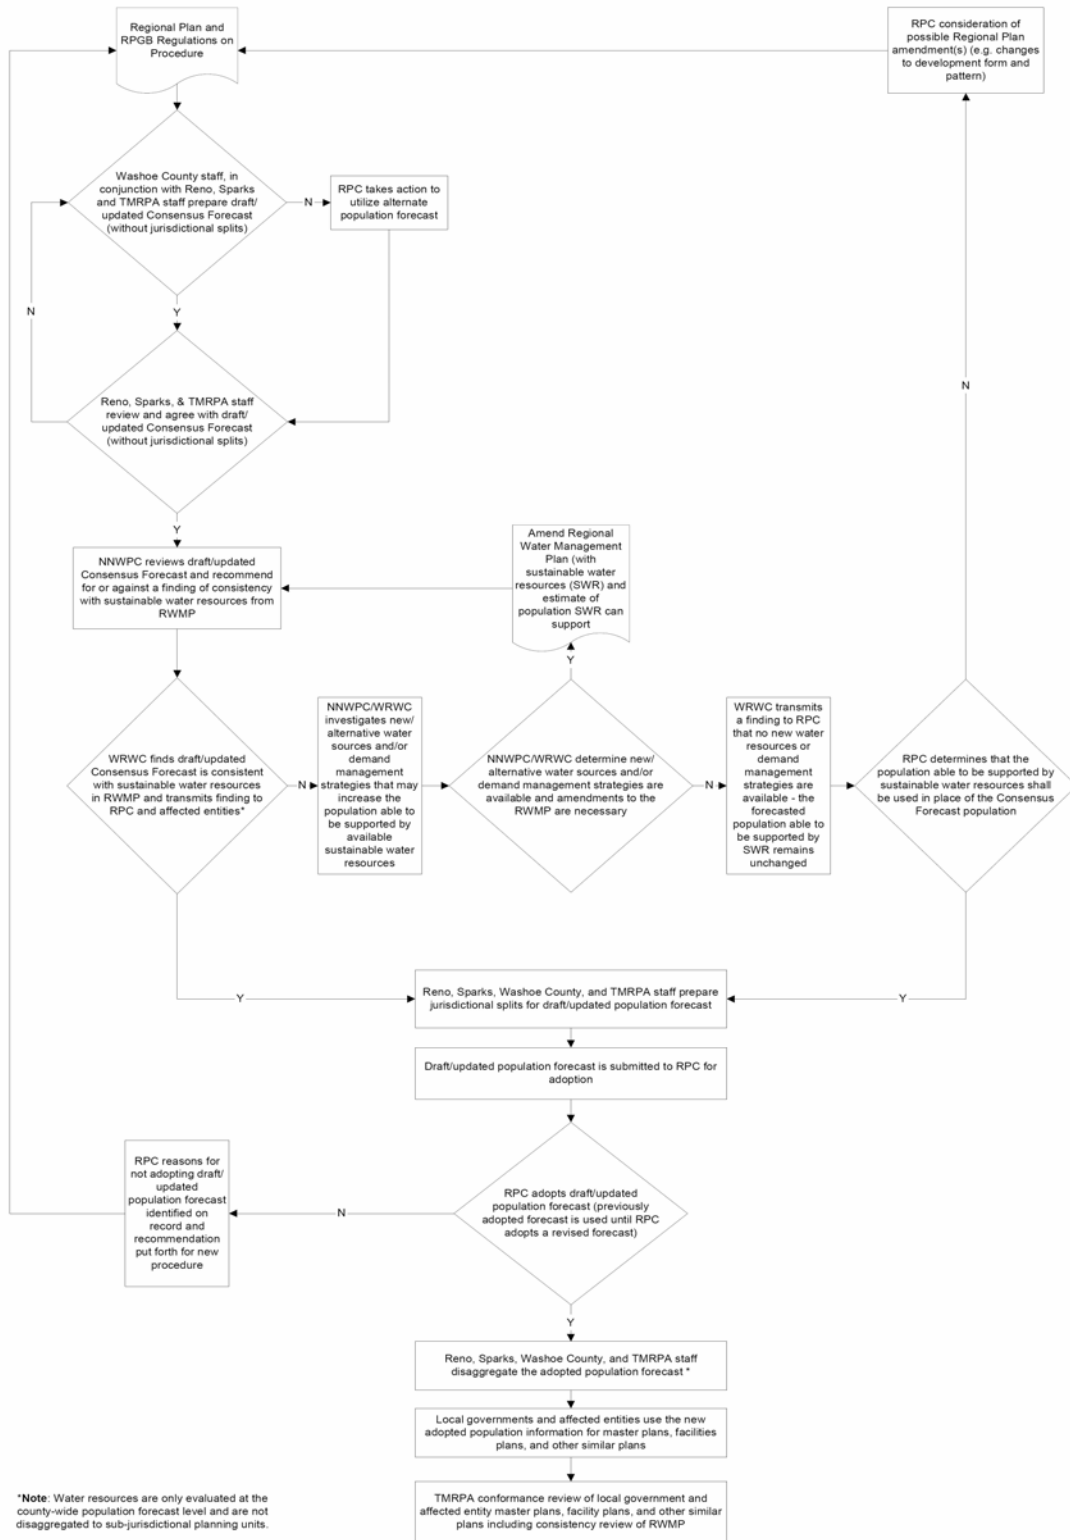 Regional Plan and
RPGB Regulations on
Procedure
RPC consideration of
possible Regional Plan
amendment(s) (e.g. changes
to development form and
pattern)
Washoe County staff, in
conjunction with Reno, Sparks
and TMRPA staff prepare draft/
updated Consensus Forecast
(without jurisdictional splits)
N
RPC takes action to
utilize alternate
population forecast
Y
N
Reno, Sparks, & TMRPA staff
review and agree with draft/
updated Consensus Forecast
(without jurisdictional splits)
N
Y
NNWPC reviews draft/updated
Consensus Forecast and recommend
for or against a finding of consistency
with sustainable water resources from
RWMP
Amend Regional
Water Management
Plan (with
sustainable water
resources (SWR) and
estimate of
population SWR can
support
Y
WRWC finds draft/updated
Consensus Forecast is consistent
with sustainable water resources
in RWMP and transmits finding to
RPC and affected entities*
N
NNWPC/WRWC
investigates new/
alternative water
sources and/or
demand
management
strategies that may
increase the
population able to
be supported by
available
sustainable water
resources
NNWPC/WRWC determine new/
alternative water sources and/or
demand management strategies are
available and amendments to the
RWMP are necessary
N
WRWC transmits
a finding to RPC
that no new water
resources or
demand
management
strategies are
available - the
forecasted
population able to
be supported by
SWR remains
unchanged
RPC determines that the
population able to be supported by
sustainable water resources shall
be used in place of the Consensus
Forecast population
Y
Reno, Sparks, Washoe County, and TMRPA staff prepare
jurisdictional splits for draft/updated population forecast
Y
Draft/updated population forecast is submitted to RPC for
adoption
RPC reasons for
not adopting draft/
updated
population forecast
identified on
record and
recommendation
put forth for new
procedure
N
RPC adopts draft/updated
population forecast (previously
adopted forecast is used until RPC
adopts a revised forecast)
Y
Reno, Sparks, Washoe County, and TMRPA staff
disaggregate the adopted population forecast *
Local governments and affected entities use the new
adopted population information for master plans, facilities
plans, and other similar plans
TMRPA conformance review of local government and
affected entity master plans, facility plans, and other similar
plans including consistency review of RWMP
*Note: Water resources are only evaluated at the
county-wide population forecast level and are not
disaggregated to sub-jurisdictional planning units.